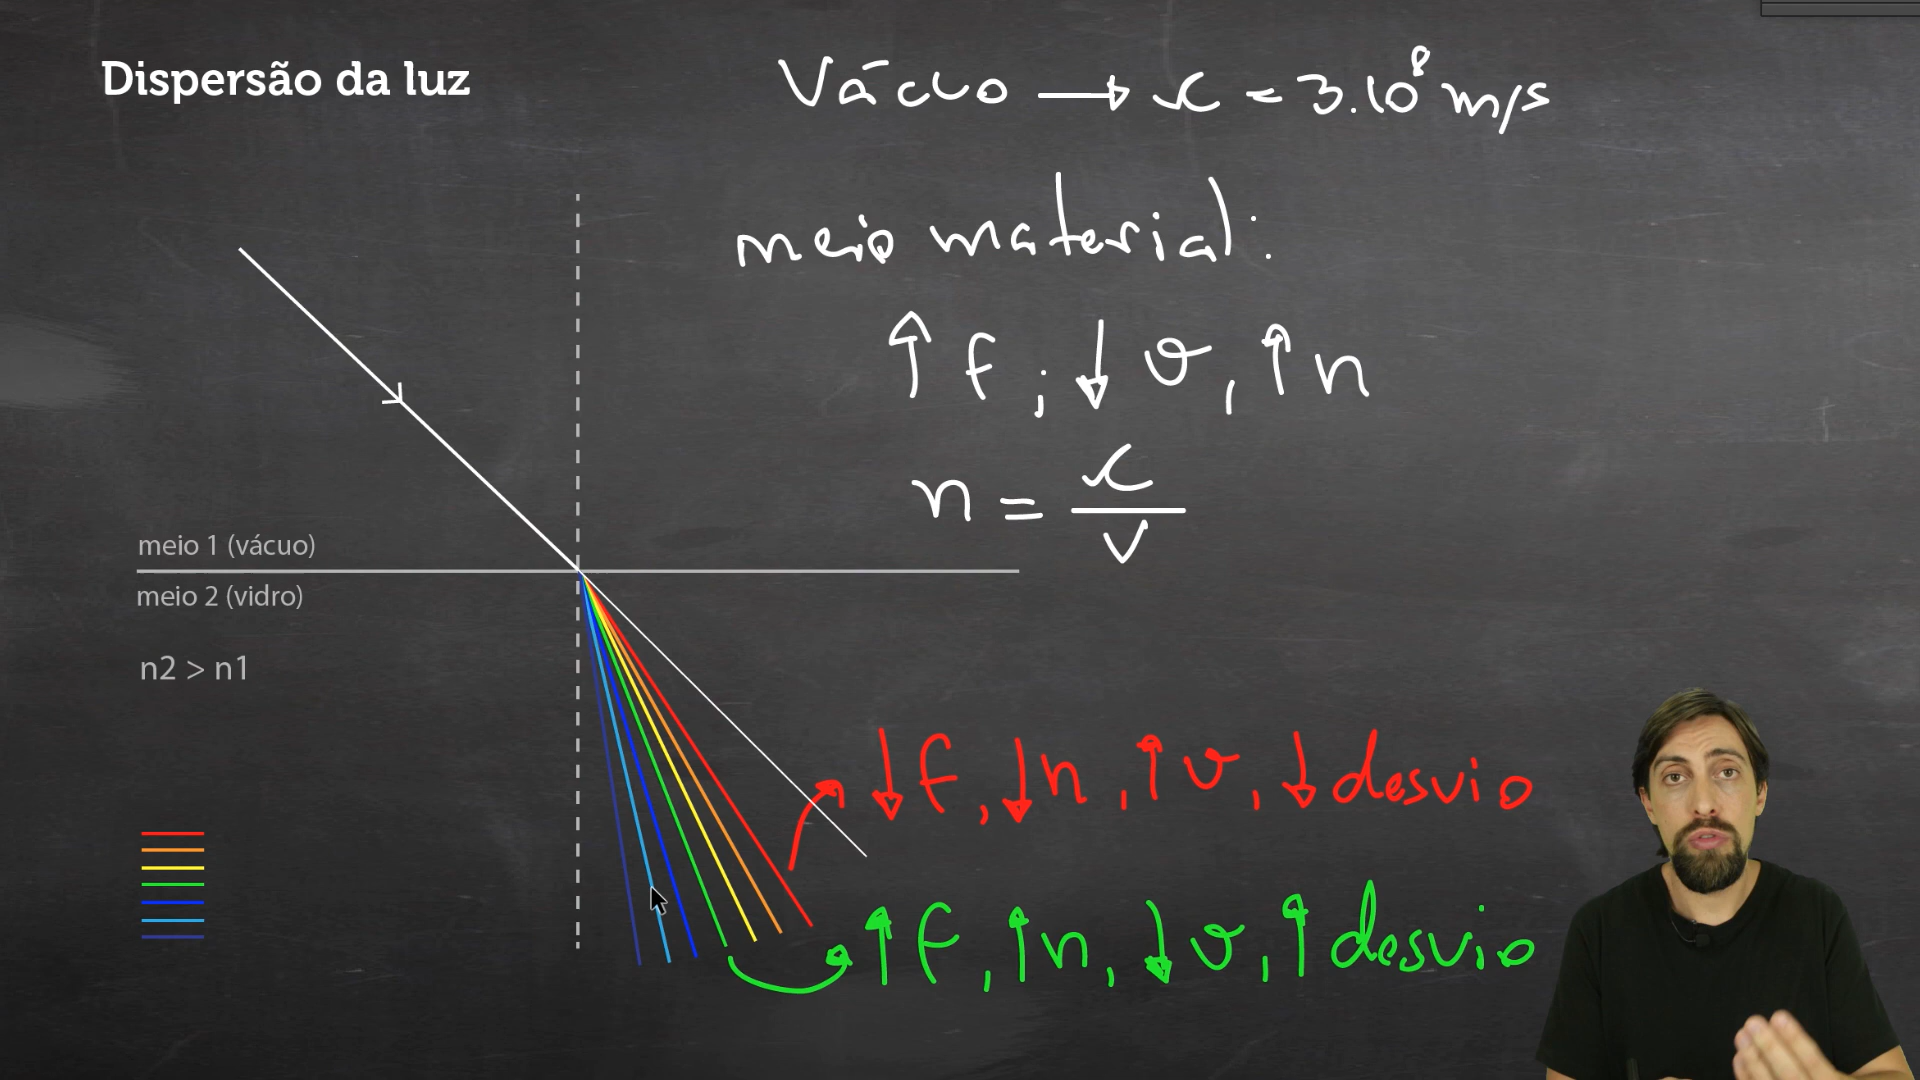 Dispersão da luz
Vácuo → c = 3.10⁸ m/s
meio material:
↑ f ; ↓ v , ↑ n
n = c / v
meio 1 (vácuo)
meio 2 (vidro)
n2 > n1
↓ f , ↓ n , ↑ v , ↓ desvio
↑ f , ↑ n , ↓ v , ↑ desvio